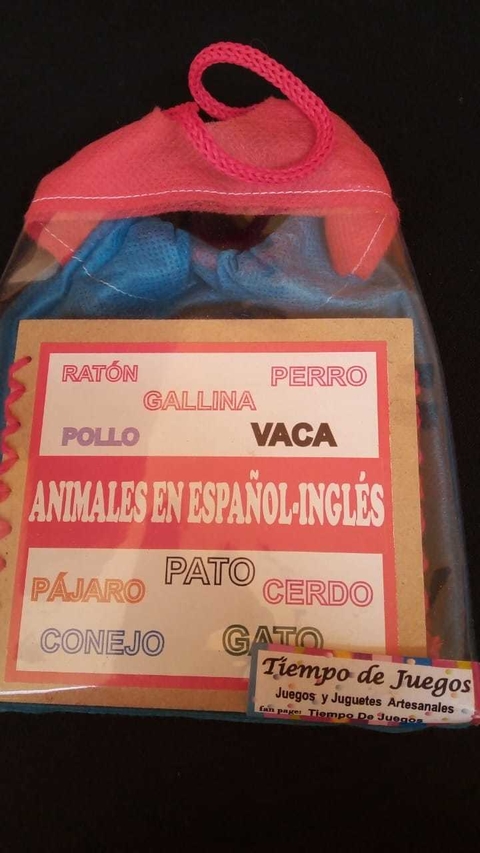 RATÓN PERRO
GALLINA
POLLO VACA
ANIMALES EN ESPAÑOL-INGLÉS
PATO
PÁJARO CERDO
CONEJO GATO
Tiempo de Juegos
Juegos y Juguetes Artesanales
fan page: Tiempo De Juegos